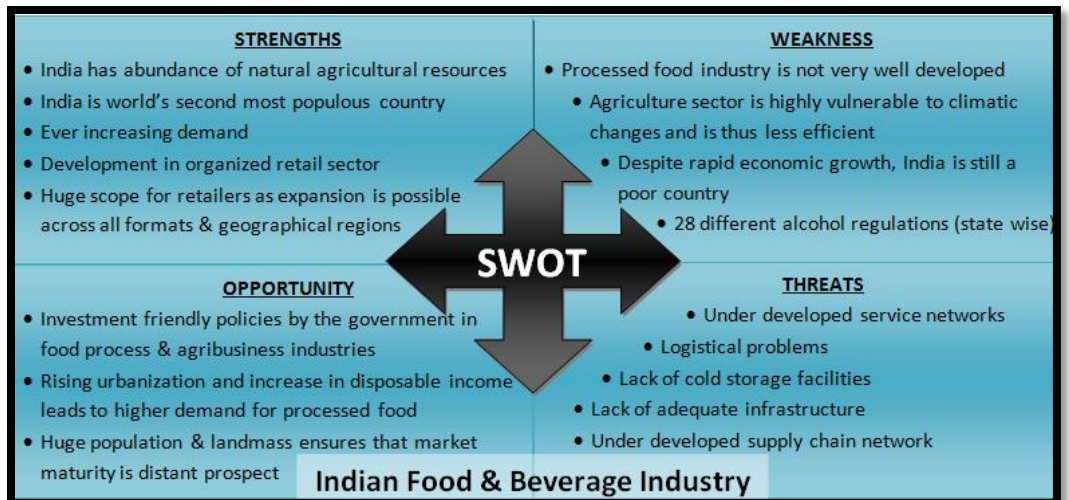 STRENGTHS
• India has abundance of natural agricultural resources
• India is world's second most populous country
• Ever increasing demand
• Development in organized retail sector
• Huge scope for retailers as expansion is possible
across all formats & geographical regions
WEAKNESS
• Processed food industry is not very well developed
• Agriculture sector is highly vulnerable to climatic
changes and is thus less efficient
• Despite rapid economic growth, India is still a
poor country
• 28 different alcohol regulations (state wise)
SWOT
OPPORTUNITY
• Investment friendly policies by the government in
food process & agribusiness industries
• Rising urbanization and increase in disposable income
leads to higher demand for processed food
• Huge population & landmass ensures that market
maturity is distant prospect
THREATS
• Under developed service networks
• Logistical problems
• Lack of cold storage facilities
• Lack of adequate infrastructure
• Under developed supply chain network
Indian Food & Beverage Industry